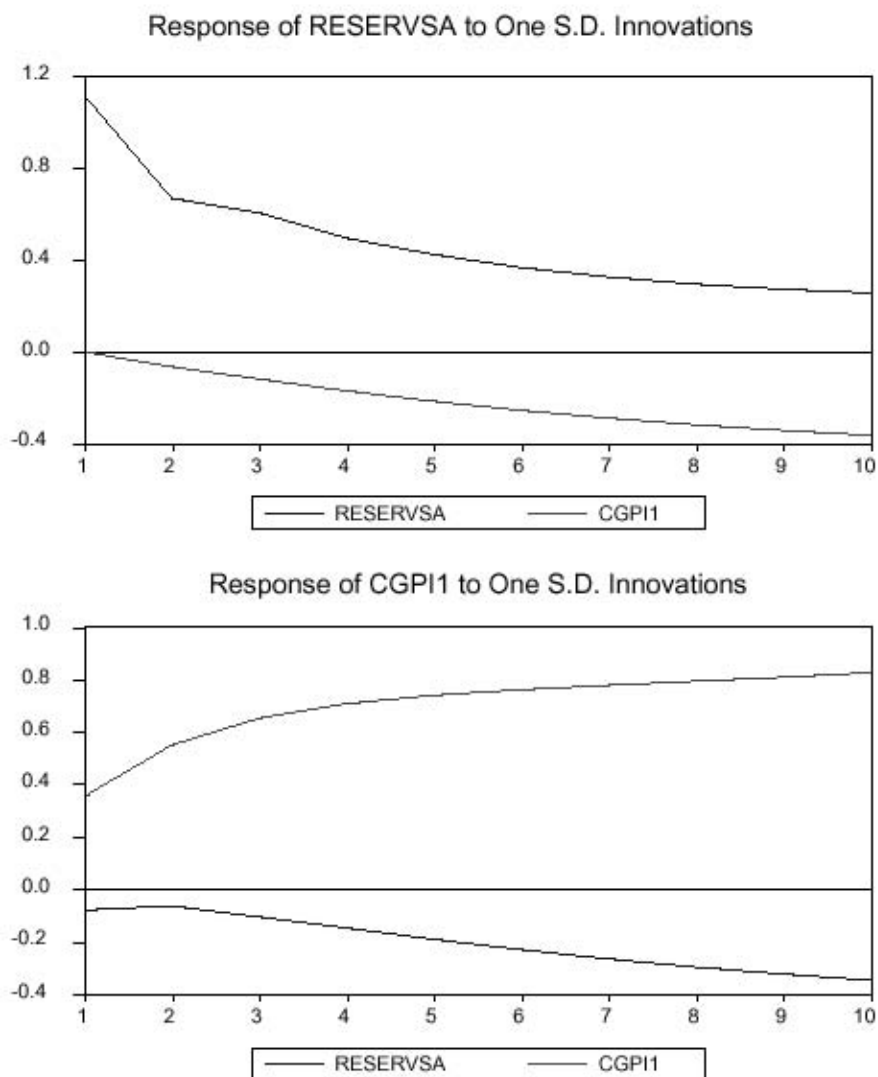 Response of RESERVSA to One S.D. Innovations
1.2
0.8
0.4
0.0
-0.4
1 2 3 4 5 6 7 8 9 10
RESERVSA CGPI1
Response of CGPI1 to One S.D. Innovations
1.0
0.8
0.6
0.4
0.2
0.0
-0.2
-0.4
1 2 3 4 5 6 7 8 9 10
RESERVSA CGPI1